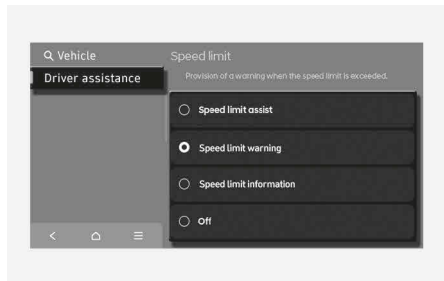 Vehicle
Driver assistance
Speed limit
Provision of a warning when the speed limit is exceeded.
Speed limit assist
Speed limit warning
Speed limit information
Off